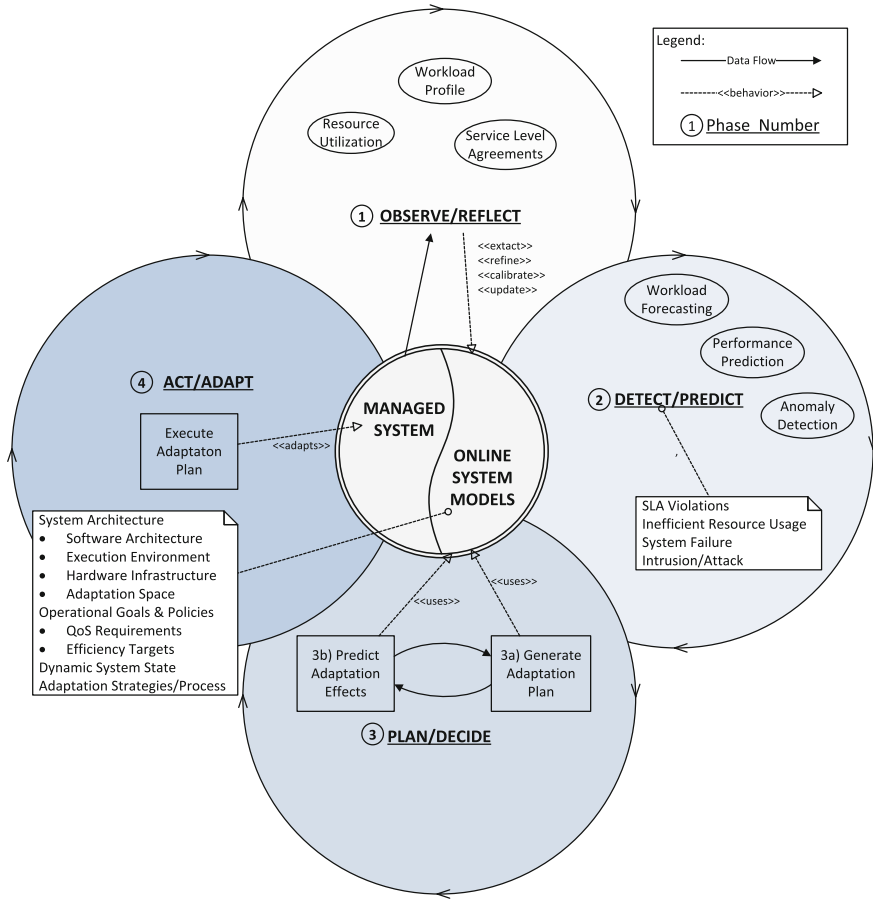 Workload
Profile
Resource
Utilization
Service Level
Agreements
1 OBSERVE/REFLECT
<<extact>>
<<refine>>
<<calibrate>>
<<update>>
Legend:
Data Flow
<<behavior>>
1 Phase Number
Workload
Forecasting
Performance
Prediction
Anomaly
Detection
2 DETECT/PREDICT
,
SLA Violations
Inefficient Resource Usage
System Failure
Intrusion/Attack
4 ACT/ADAPT
Execute
Adaptaton
Plan
<<adapts>>
MANAGED
SYSTEM
ONLINE
SYSTEM
MODELS
System Architecture
• Software Architecture
• Execution Environment
• Hardware Infrastructure
• Adaptation Space
Operational Goals & Policies
• QoS Requirements
• Efficiency Targets
Dynamic System State
Adaptation Strategies/Process
<<uses>>
<<uses>>
3b) Predict
Adaptation
Effects
3a) Generate
Adaptation
Plan
3 PLAN/DECIDE